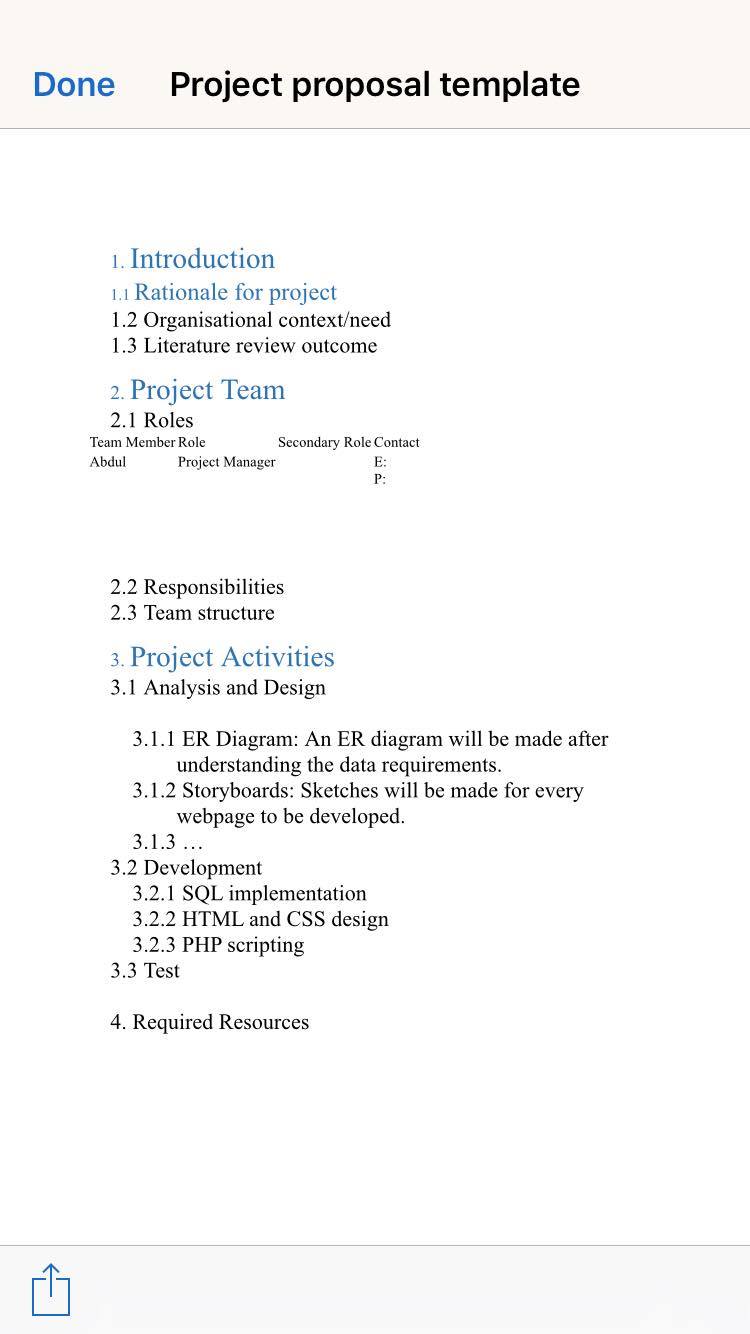 Done Project proposal template
1. Introduction
1.1 Rationale for project
1.2 Organisational context/need
1.3 Literature review outcome
2. Project Team
2.1 Roles
Team Member Role Secondary Role Contact
Abdul Project Manager E:
P:
2.2 Responsibilities
2.3 Team structure
3. Project Activities
3.1 Analysis and Design
3.1.1 ER Diagram: An ER diagram will be made after
understanding the data requirements.
3.1.2 Storyboards: Sketches will be made for every
webpage to be developed.
3.1.3 …
3.2 Development
3.2.1 SQL implementation
3.2.2 HTML and CSS design
3.2.3 PHP scripting
3.3 Test
4. Required Resources